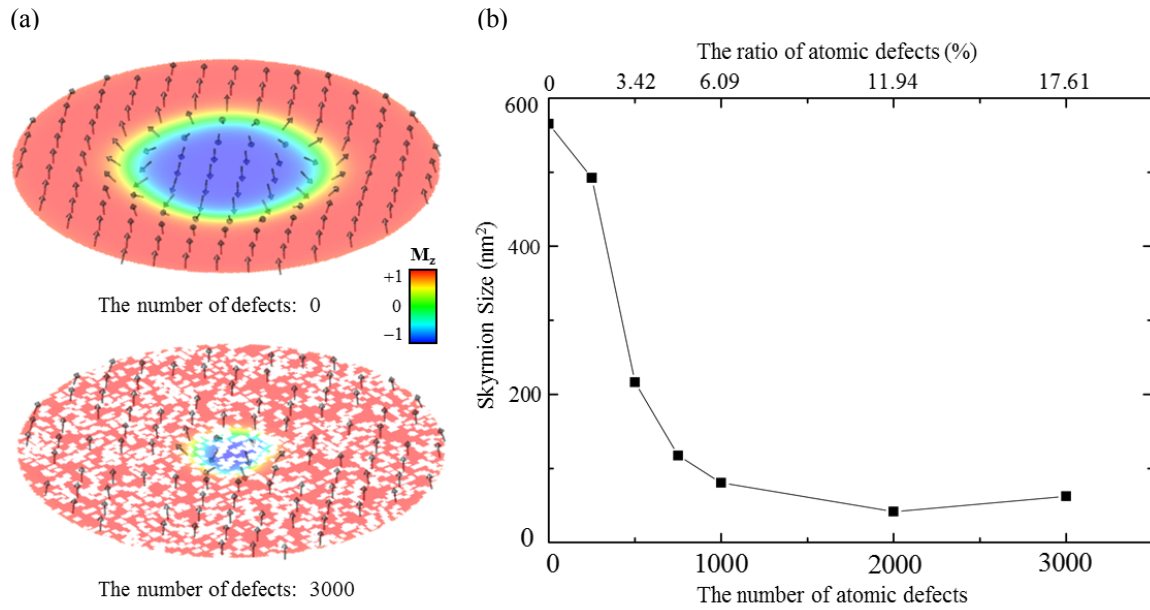 (a)
M_z
+1
0
−1
The number of defects: 0
The number of defects: 3000
(b)
The ratio of atomic defects (%)
0 3.42 6.09 11.94 17.61
Skyrmion Size (nm²)
600
400
200
0
0 1000 2000 3000
The number of atomic defects